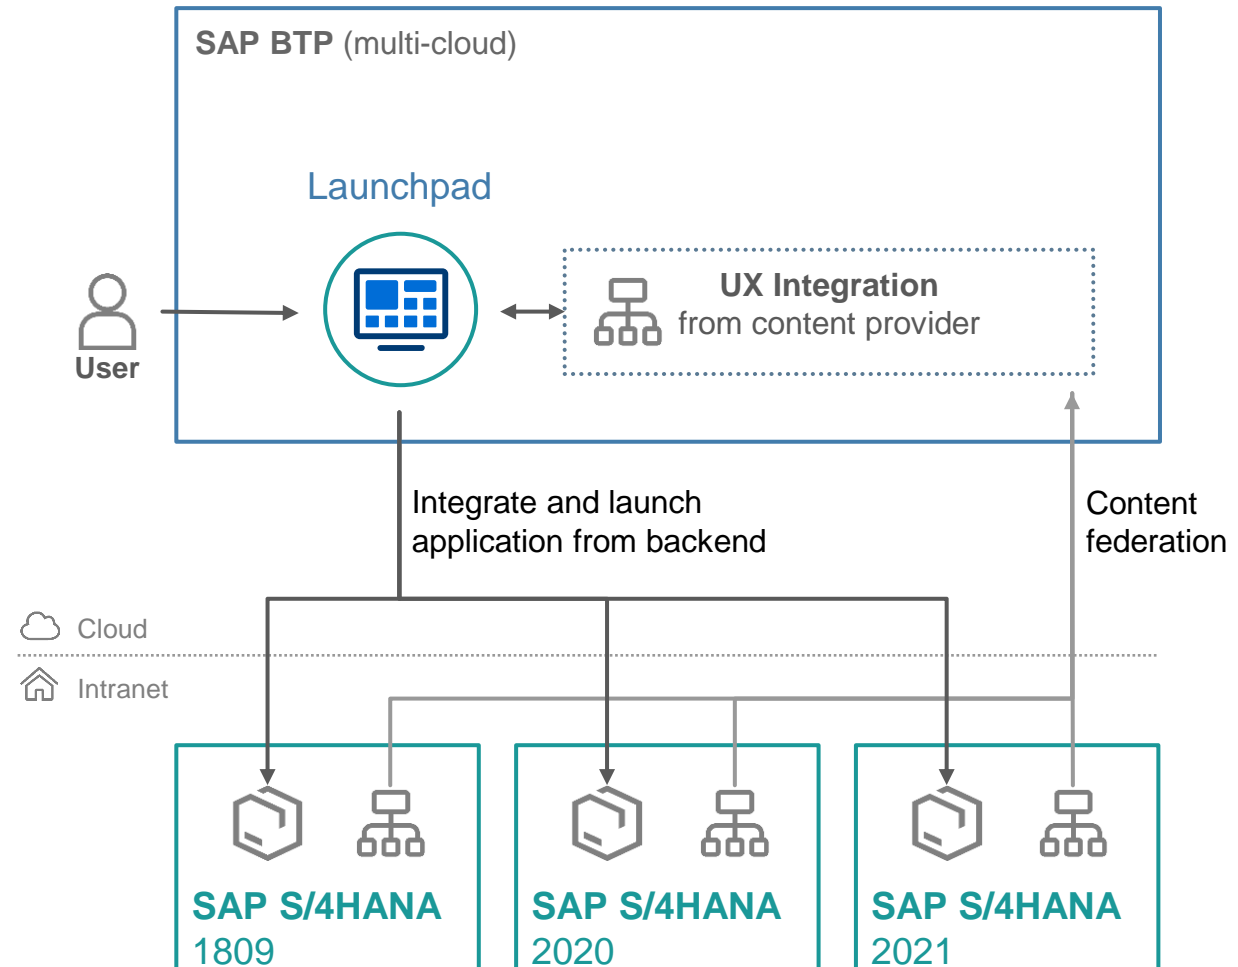 SAP BTP (multi-cloud)
Launchpad
UX Integration
from content provider
User
Integrate and launch
application from backend
Content
federation
Cloud
Intranet
SAP S/4HANA
1809
SAP S/4HANA
2020
SAP S/4HANA
2021